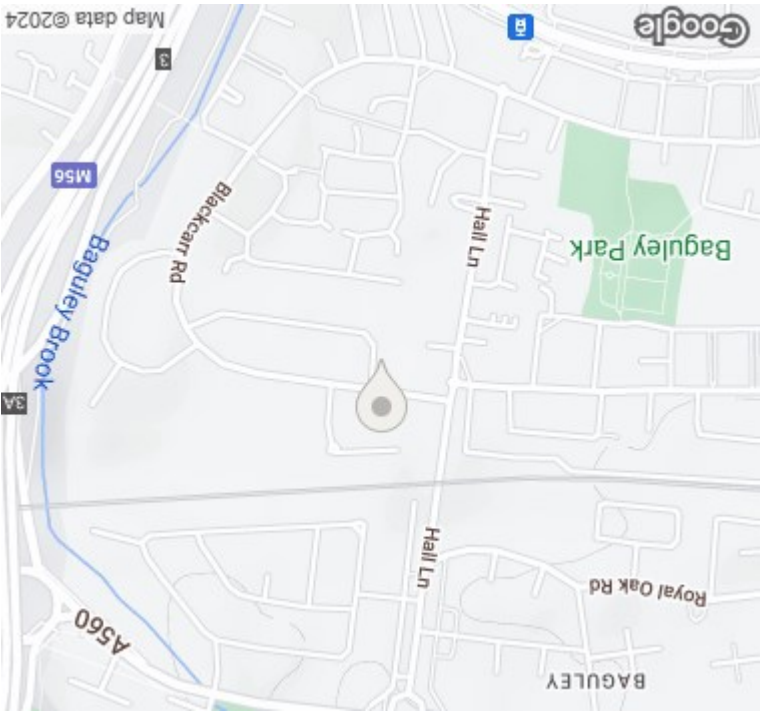 BAGULEY
A560
Royal Oak Rd
Hall Ln
3A
Baguley Brook
Baguley Park
Hall Ln
Blackcarr Rd
M56
3
Google
Map data ©2024